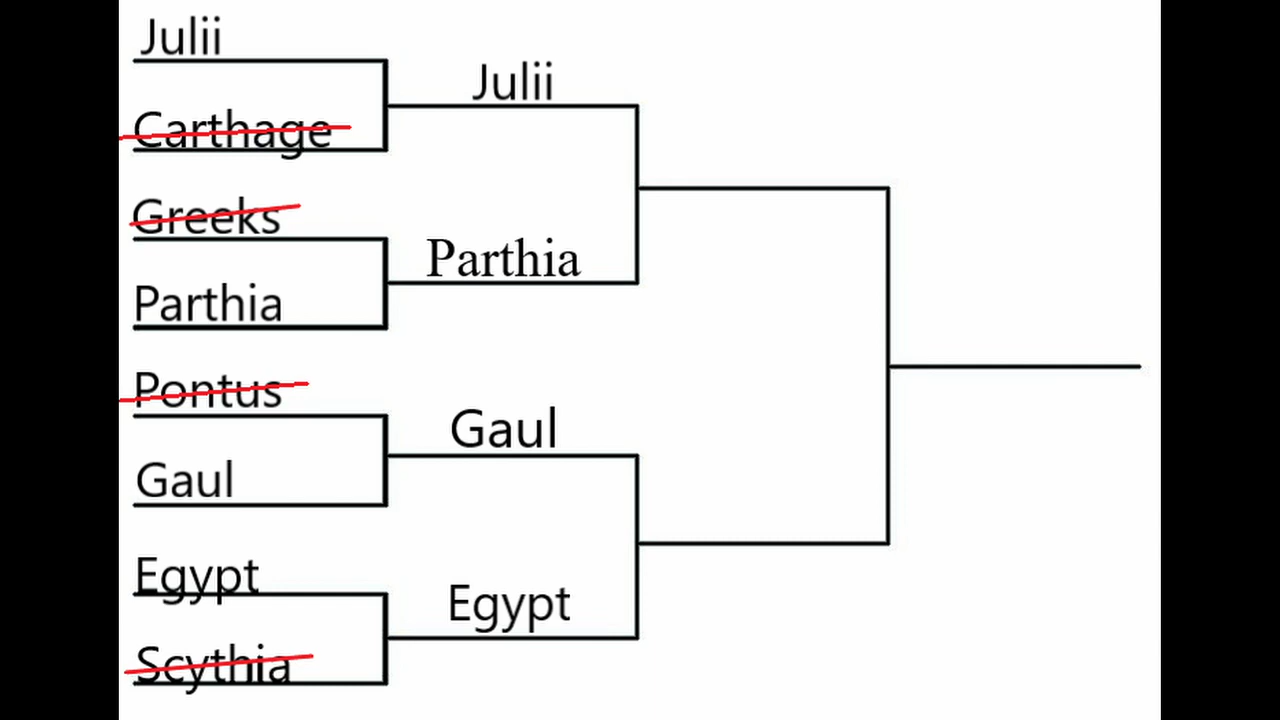 Julii
Carthage
Greeks
Parthia
Pontus
Gaul
Egypt
Scythia
Julii
Parthia
Gaul
Egypt